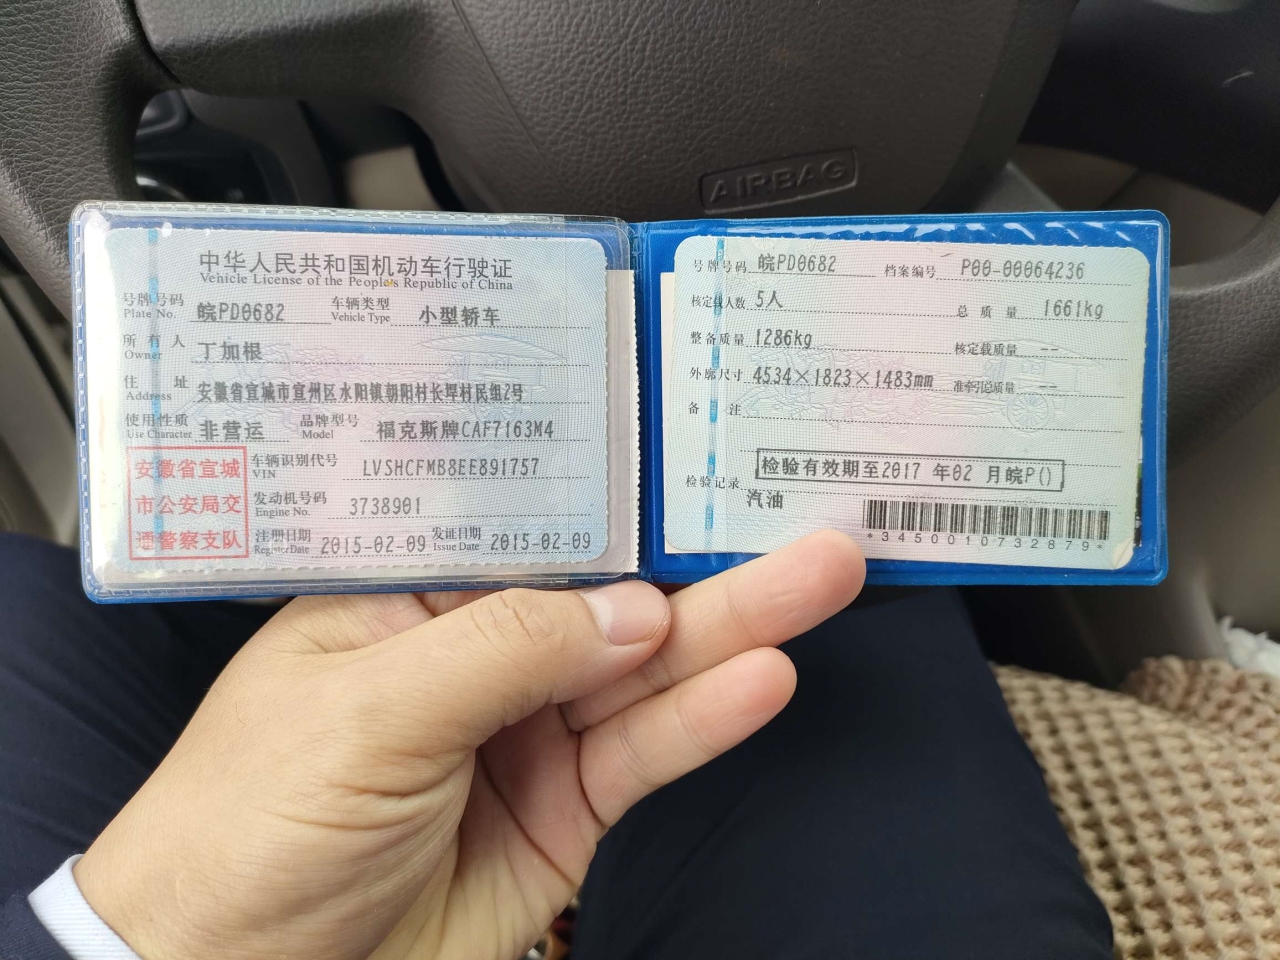 AIRBAG
中华人民共和国机动车行驶证
Vehicle License of the People's Republic of China
号牌号码 皖PD0682 车辆类型 小型轿车
Plate No. Vehicle Type
所有人 丁加根
Owner
住址 安徽省宣城市宣州区水阳镇朝阳村长埂村民组2号
Address
使用性质 非营运 品牌型号 福克斯牌CAF7163M4
Use Character Model
安徽省宣城
市公安局交
通警察支队
车辆识别代号 LVSHCFMB8EE891757
VIN
发动机号码 3738901
Engine No.
注册日期 2015-02-09 发证日期 2015-02-09
Register Date Issue Date
号牌号码 皖PD0682 档案编号 P00-00064236
核定载人数 5人 总质量 1661kg
整备质量 1286kg 核定载质量 --
外廓尺寸 4534×1823×1483mm 准牵引总质量 --
备注
检验有效期至2017 年02 月皖P()
检验记录
汽油
*3450010732879*